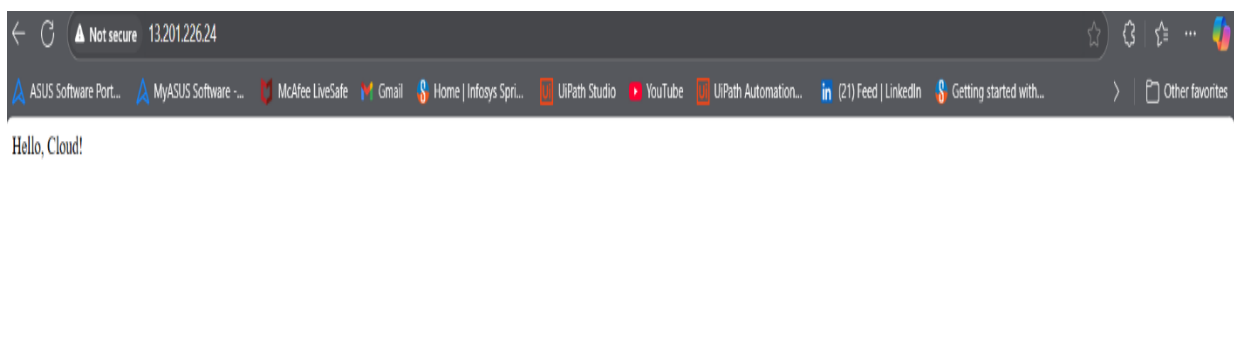 Not secure 13.201.226.24
ASUS Software Port... MyASUS Software -... McAfee LiveSafe Gmail Home | Infosys Spri... UiPath Studio YouTube UiPath Automation... (21) Feed | LinkedIn Getting started with... Other favorites
Hello, Cloud!